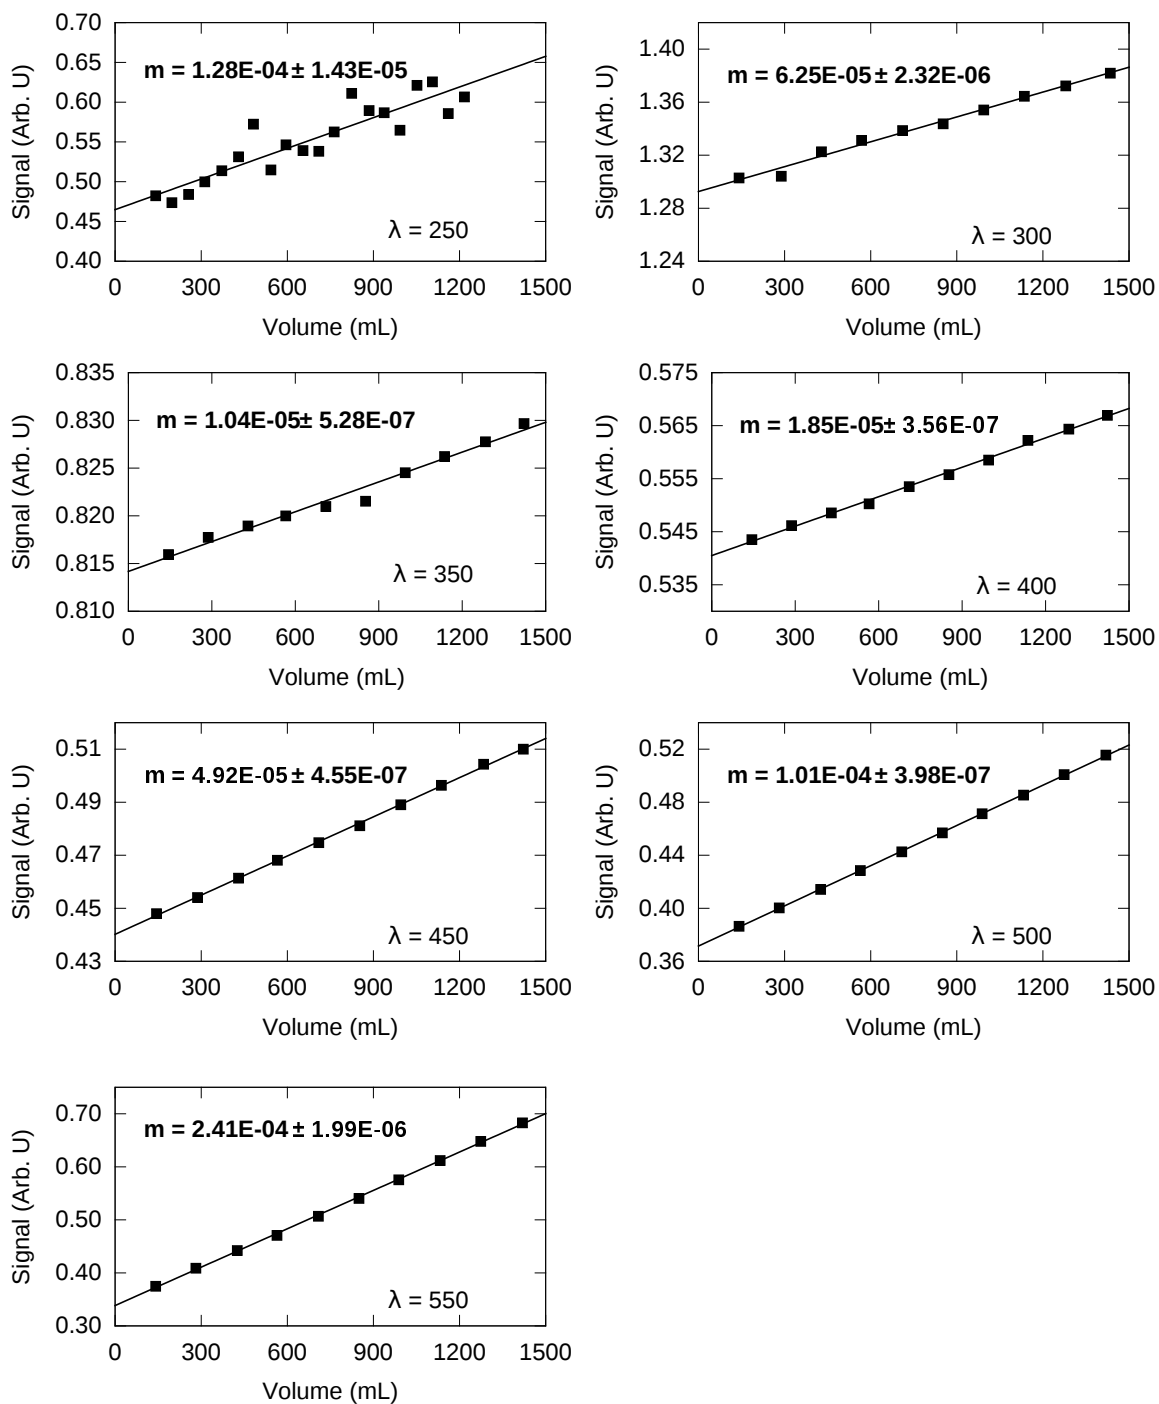 0.70
0.65
0.60
0.55
0.50
0.45
0.40
Signal (Arb. U)
m = 1.28E-04 ± 1.43E-05
λ = 250
0 300 600 900 1200 1500
Volume (mL)
1.40
1.36
1.32
1.28
1.24
Signal (Arb. U)
m = 6.25E-05 ± 2.32E-06
λ = 300
0 300 600 900 1200 1500
Volume (mL)
0.835
0.830
0.825
0.820
0.815
0.810
Signal (Arb. U)
m = 1.04E-05± 5.28E-07
λ = 350
0 300 600 900 1200 1500
Volume (mL)
0.575
0.565
0.555
0.545
0.535
Signal (Arb. U)
m = 1.85E-05± 3.56E-07
λ = 400
0 300 600 900 1200 1500
Volume (mL)
0.51
0.49
0.47
0.45
0.43
Signal (Arb. U)
m = 4.92E-05 ± 4.55E-07
λ = 450
0 300 600 900 1200 1500
Volume (mL)
0.52
0.48
0.44
0.40
0.36
Signal (Arb. U)
m = 1.01E-04 ± 3.98E-07
λ = 500
0 300 600 900 1200 1500
Volume (mL)
0.70
0.60
0.50
0.40
0.30
Signal (Arb. U)
m = 2.41E-04 ± 1.99E-06
λ = 550
0 300 600 900 1200 1500
Volume (mL)